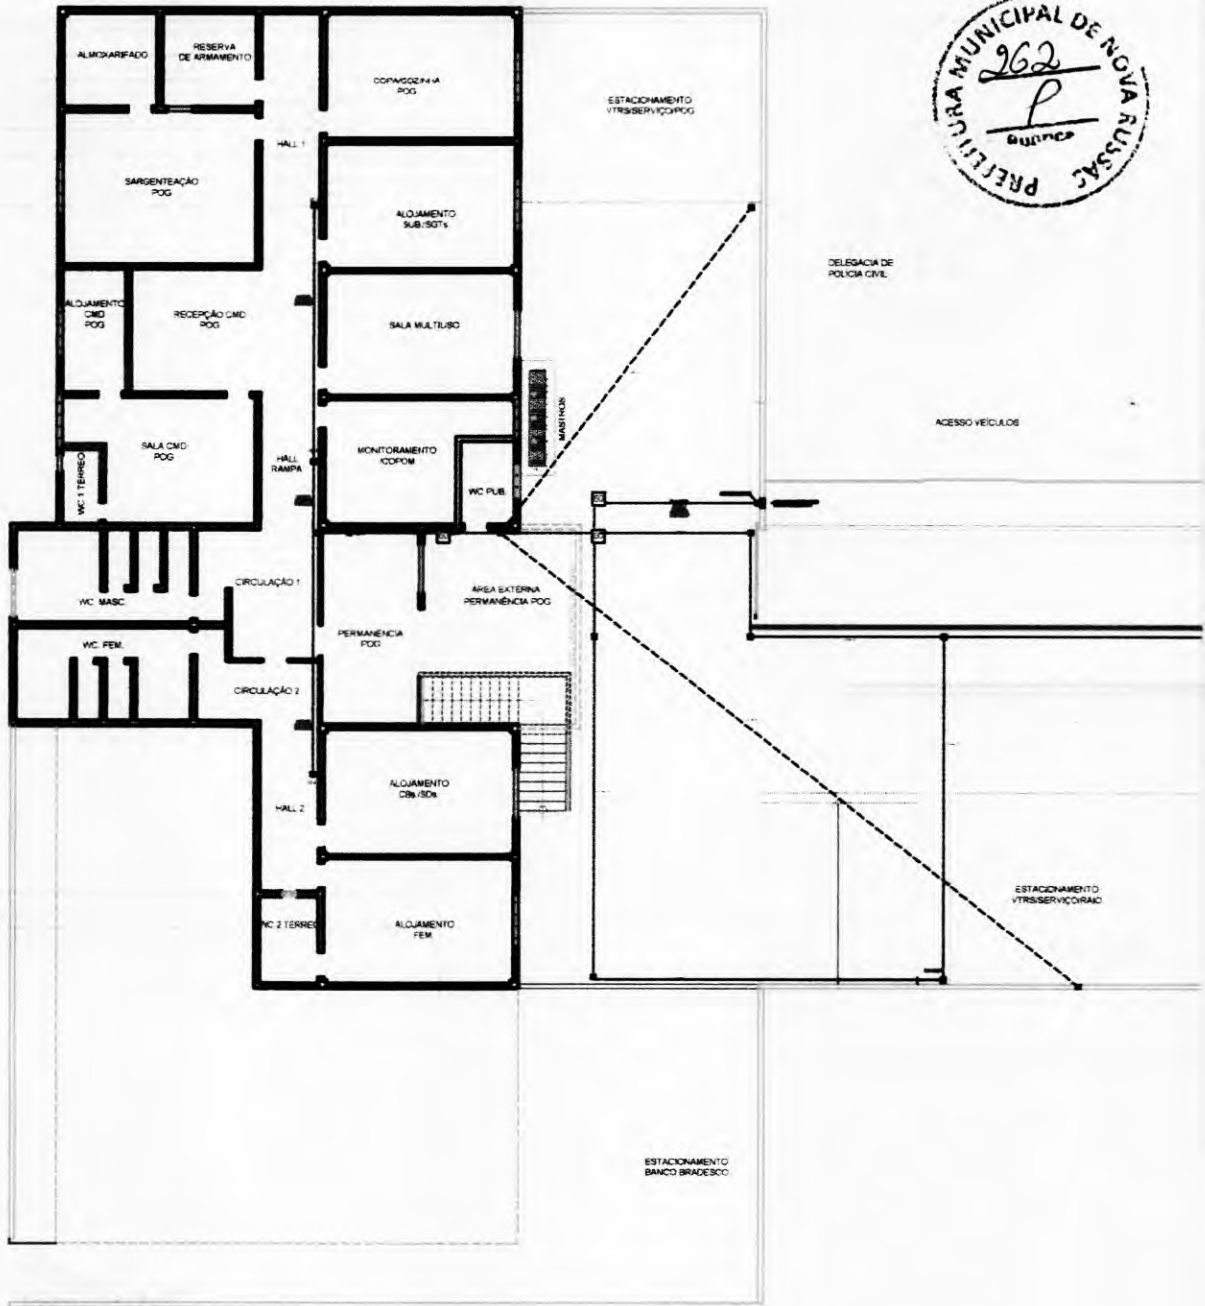 PREFEITURA MUNICIPAL DE NOVA RUSSAS
262
ALMOXARIFADO
RESERVA
DE ARMAMENTO
COPA/COZINHA
POG
ESTACIONAMENTO
VTRS/SERVIÇO/POG
HALL 1
SARGENTEAÇÃO
POG
ALOJAMENTO
SUB./SGTs
DELEGACIA DE
POLICIA CIVIL
ALOJAMENTO
CMD
POG
RECEPÇÃO CMD
POG
SALA MULTIUSO
MASTROS
ACESSO VEÍCULOS
SALA CMD
POG
HALL
RAMPA
MONITORAMENTO
/COPOM
WC 1 TERREO
WC PUB.
CIRCULAÇÃO 1
WC. MASC.
ÁREA EXTERNA
PERMANÊNCIA POG
PERMANÊNCIA
POG
WC. FEM.
CIRCULAÇÃO 2
ALOJAMENTO
CBs./SDs
HALL 2
ESTACIONAMENTO
VTRS/SERVIÇO/RAIO
WC 2 TERREO
ALOJAMENTO
FEM.
ESTACIONAMENTO
BANCO BRADESCO